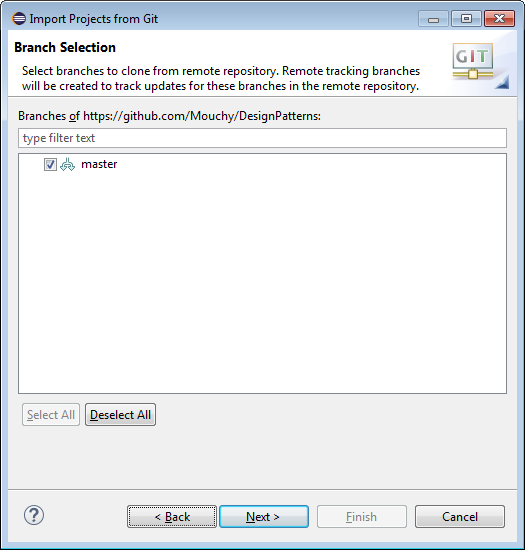 Import Projects from Git
Branch Selection
Select branches to clone from remote repository. Remote tracking branches
will be created to track updates for these branches in the remote repository.
GIT
Branches of https://github.com/Mouchy/DesignPatterns:
type filter text
master
Select All Deselect All
? < Back Next > Finish Cancel